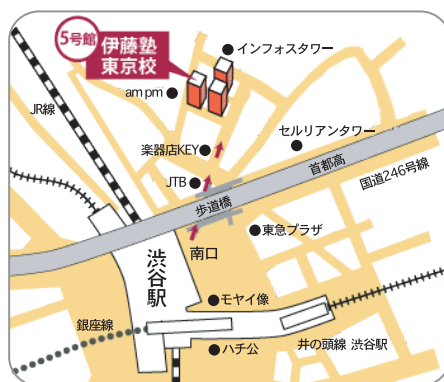 5号館
伊藤塾
東京校
インフォスタワー
am pm
JR線
楽器店KEY
セルリアンタワー
JTB
首都高
国道246号線
歩道橋
東急プラザ
南口
渋谷駅
モヤイ像
銀座線
ハチ公
井の頭線 渋谷駅